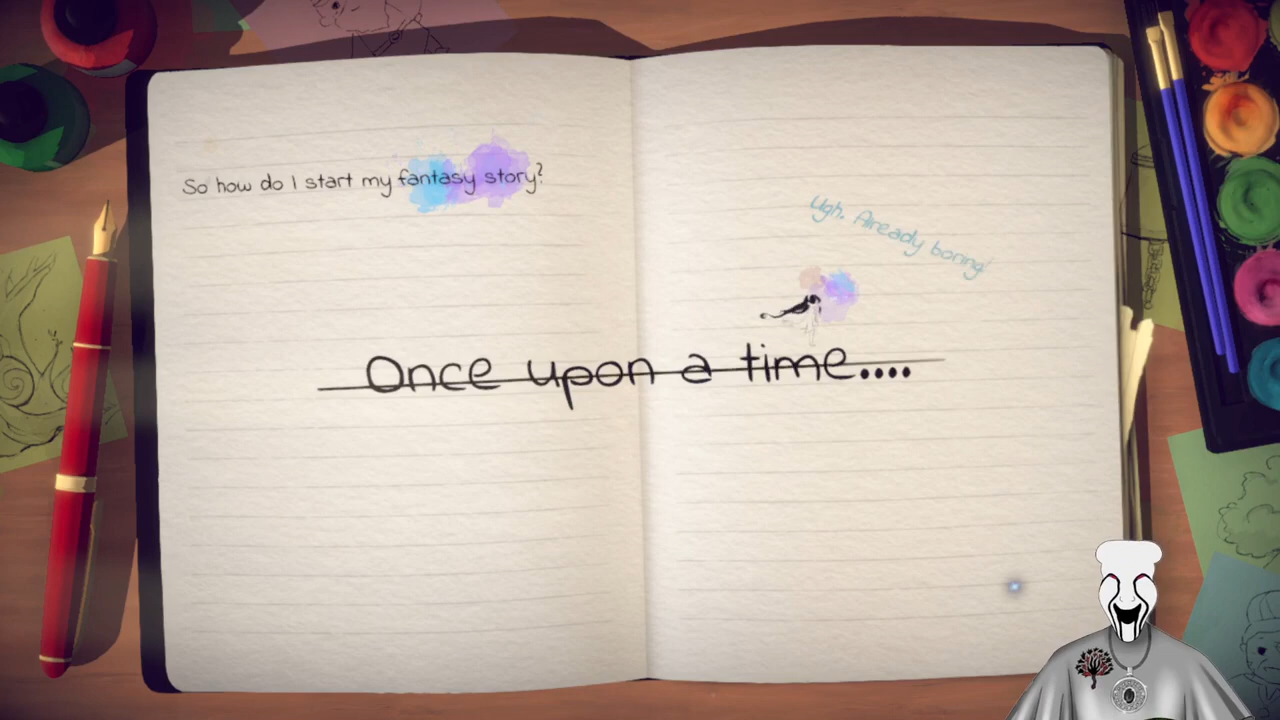 So how do I start my fantasy story?
Ugh. Already boring!
Once upon a time....